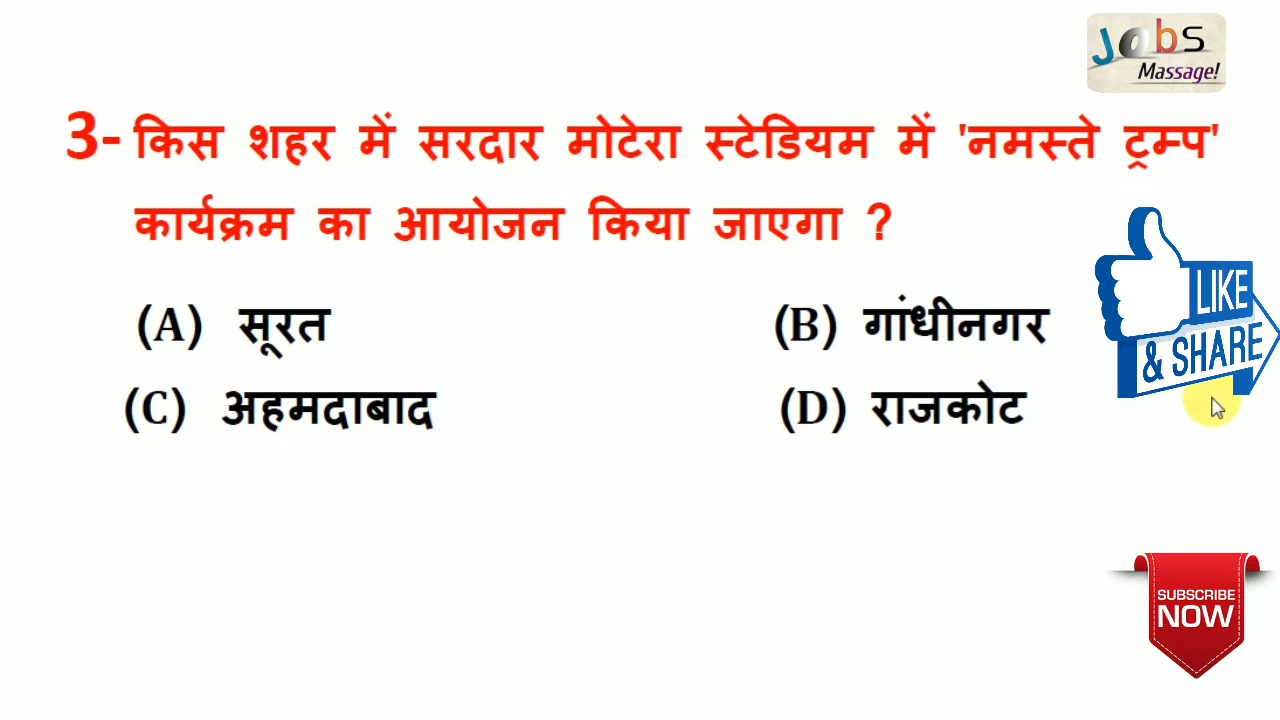 Jobs
Massage!
3- किस शहर में सरदार मोटेरा स्टेडियम में 'नमस्ते ट्रम्प'
कार्यक्रम का आयोजन किया जाएगा ?
(A) सूरत (B) गांधीनगर
(C) अहमदाबाद (D) राजकोट
LIKE
& SHARE
SUBSCRIBE
NOW